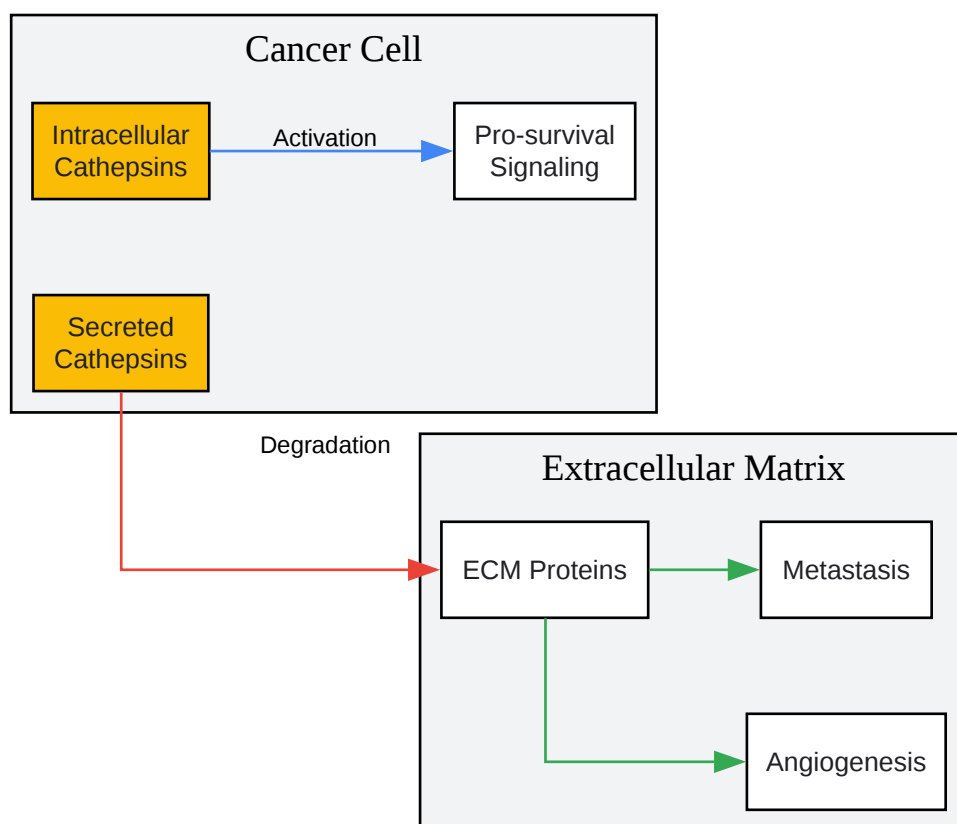 Cancer Cell
Intracellular
Cathepsins
Activation
Pro-survival
Signaling
Secreted
Cathepsins
Degradation
Extracellular Matrix
ECM Proteins
Metastasis
Angiogenesis